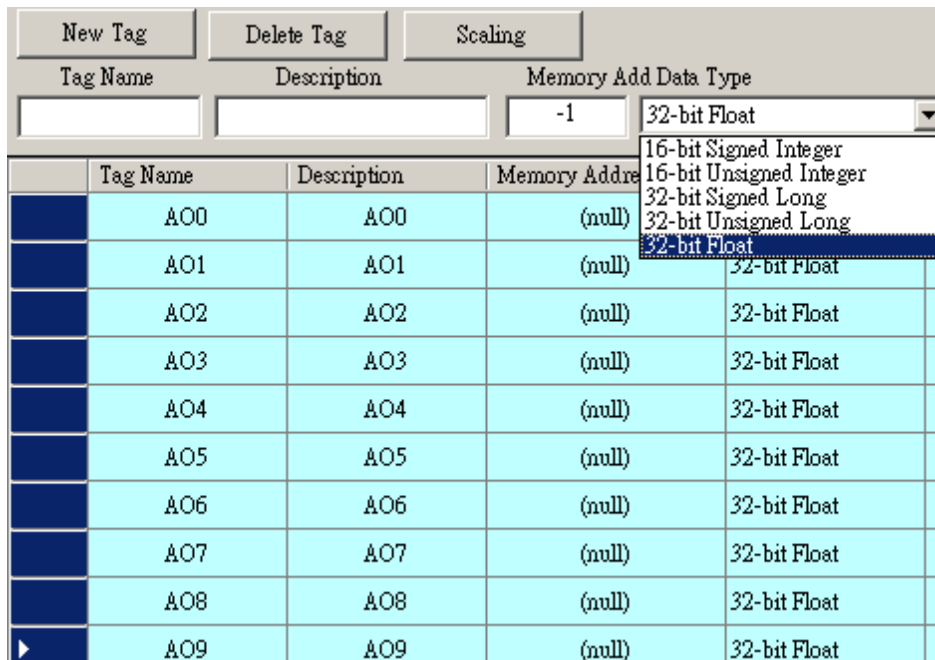 New Tag Delete Tag Scaling
Tag Name Description Memory Add Data Type
-1 32-bit Float
16-bit Signed Integer
16-bit Unsigned Integer
32-bit Signed Long
32-bit Unsigned Long
32-bit Float
Tag Name Description Memory Addre
AO0 AO0 (null)
AO1 AO1 (null) 32-bit Float
AO2 AO2 (null) 32-bit Float
AO3 AO3 (null) 32-bit Float
AO4 AO4 (null) 32-bit Float
AO5 AO5 (null) 32-bit Float
AO6 AO6 (null) 32-bit Float
AO7 AO7 (null) 32-bit Float
AO8 AO8 (null) 32-bit Float
AO9 AO9 (null) 32-bit Float